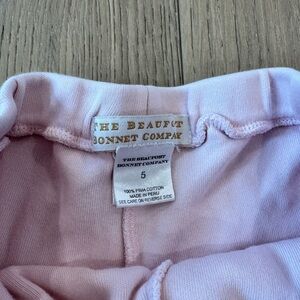 THE BEAUFORT
BONNET COMPANY
THE BEAUFORT
BONNET COMPANY
5
100% PIMA COTTON
MADE IN PERU
SEE CARE ON REVERSE SIDE